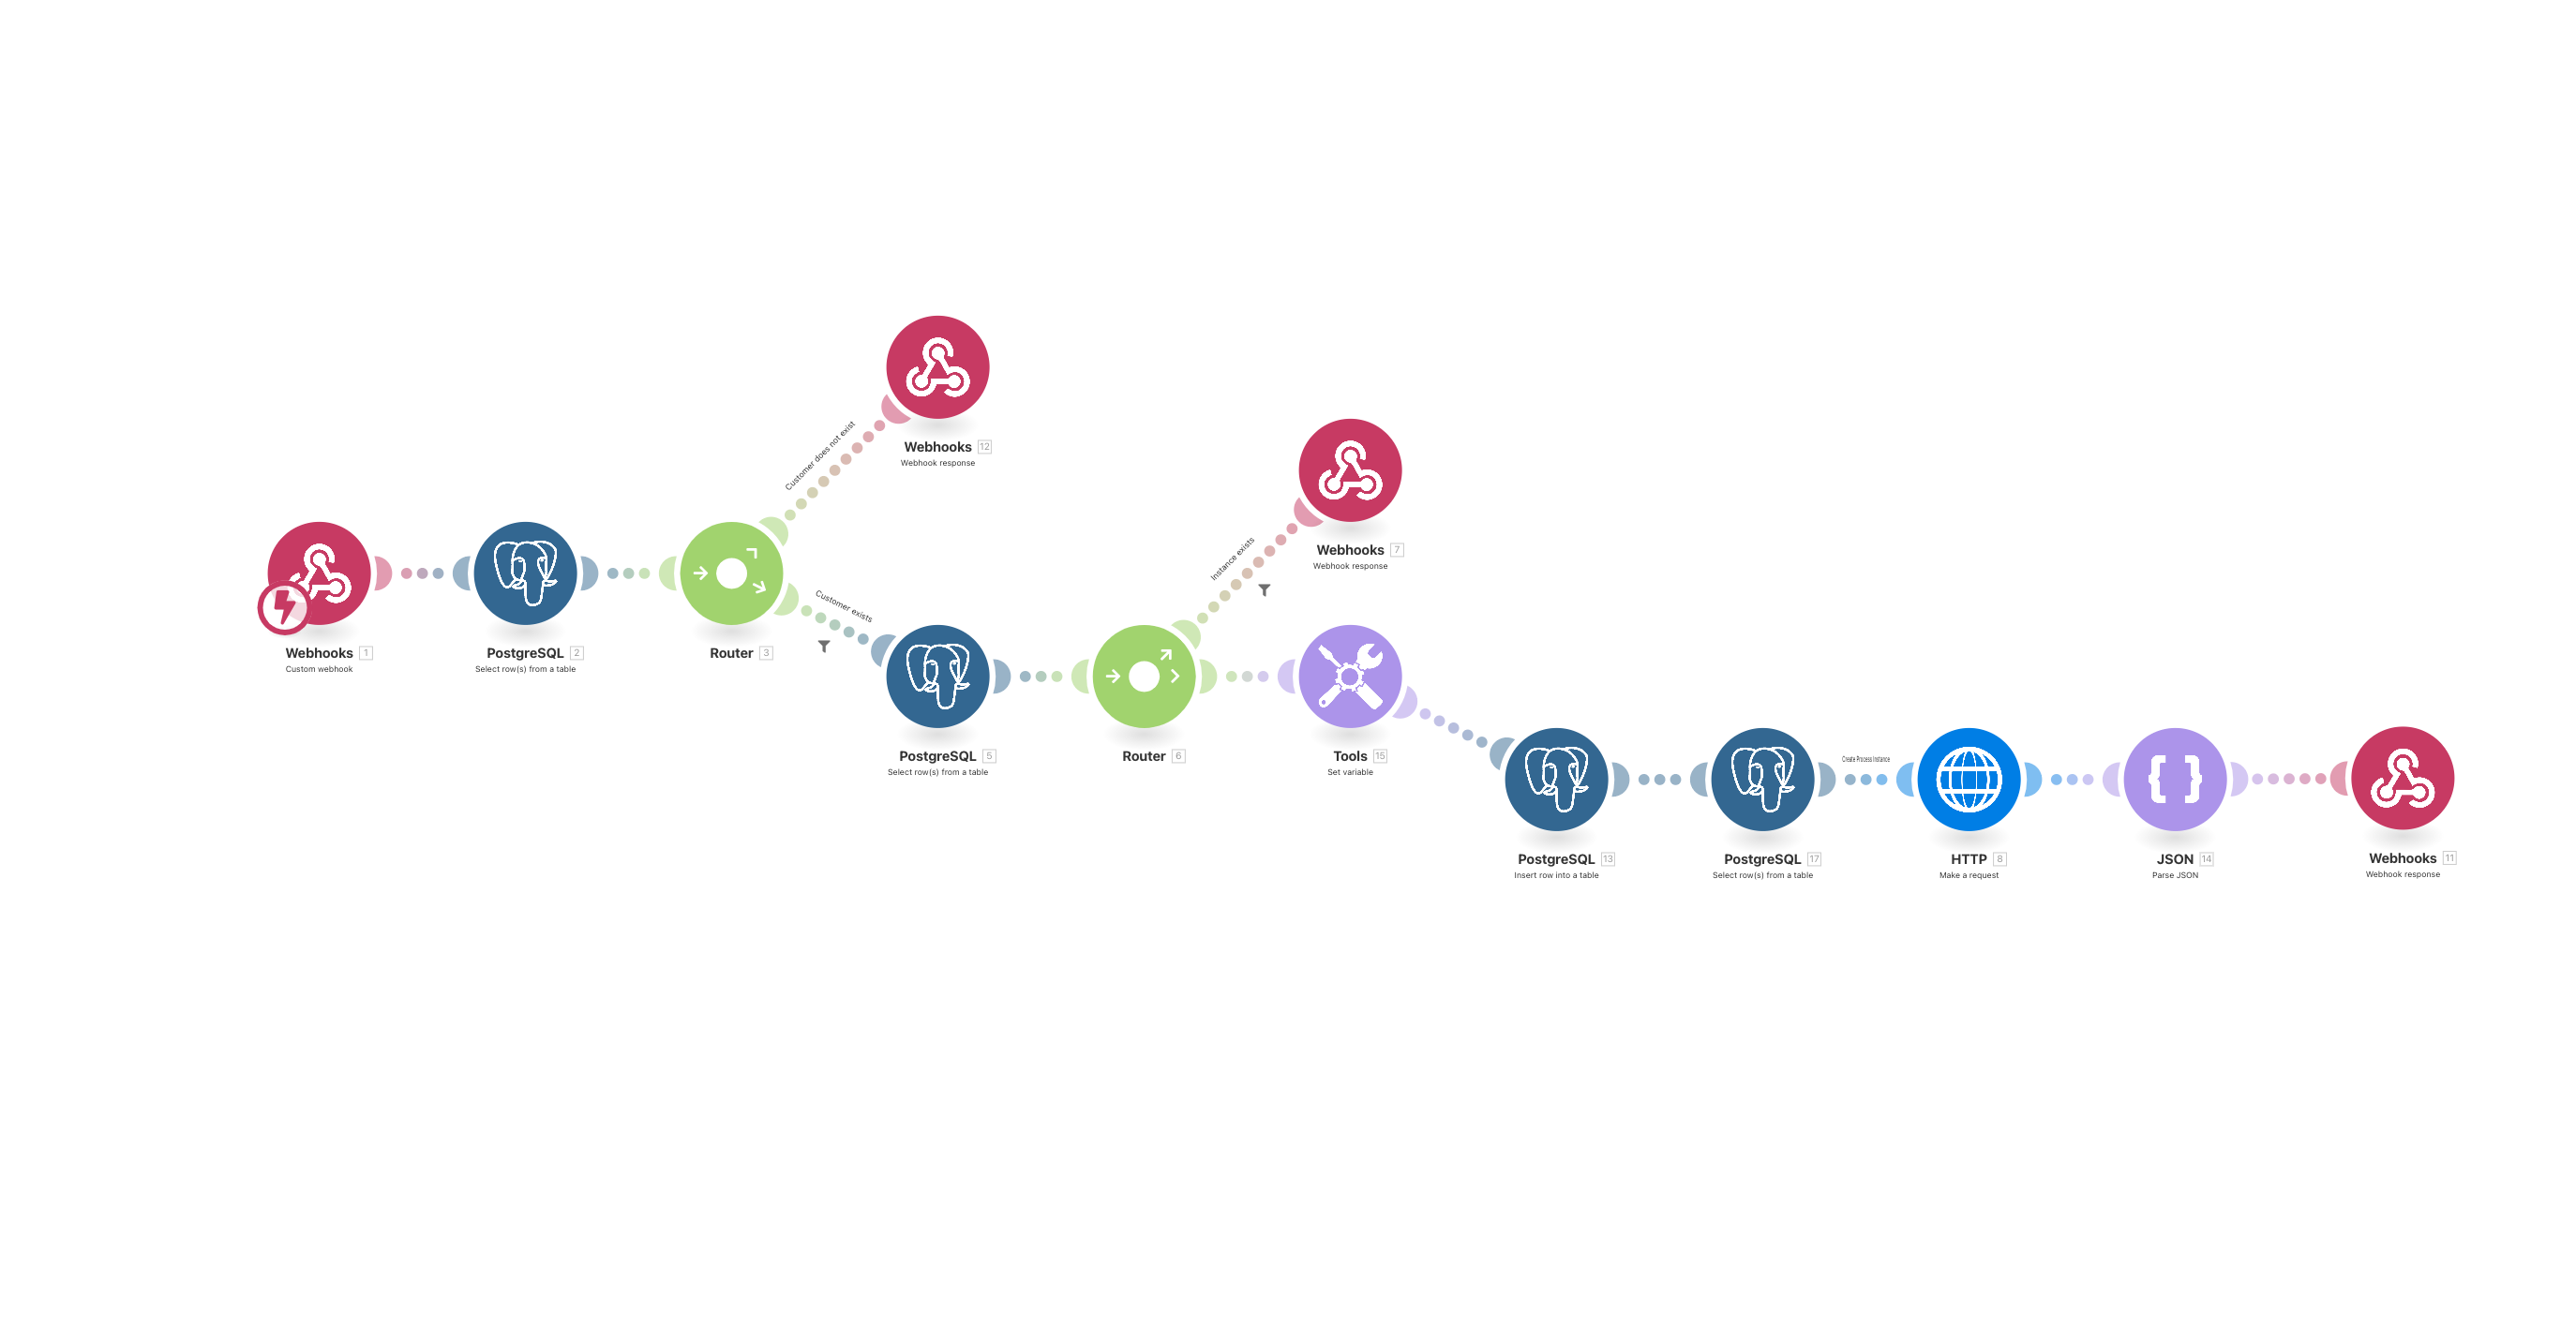 Customer does not exist
Webhooks 12
Webhook response
Instance exists
Webhooks 7
Webhook response
Webhooks 1
Custom webhook
PostgreSQL 2
Select row(s) from a table
Router 3
Customer exists
PostgreSQL 5
Select row(s) from a table
Router 6
Tools 15
Set variable
PostgreSQL 13
Insert row into a table
PostgreSQL 17
Select row(s) from a table
Create Process Instance
HTTP 8
Make a request
JSON 14
Parse JSON
Webhooks 11
Webhook response